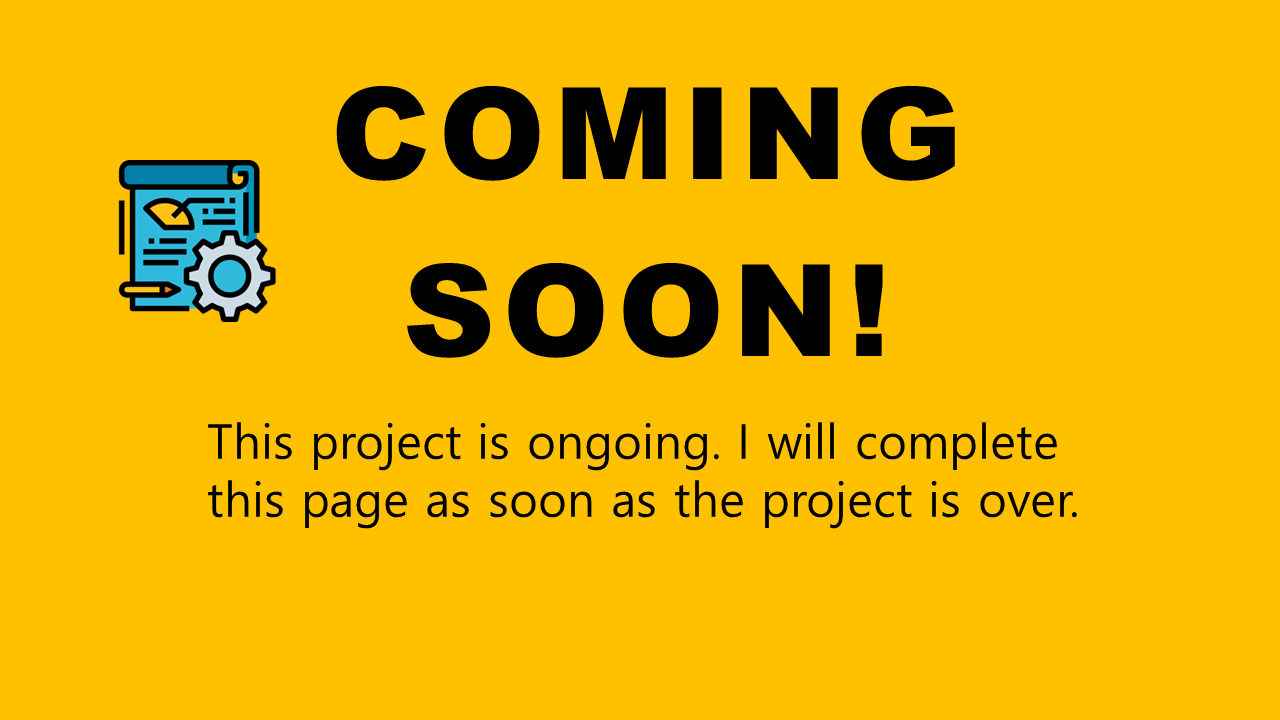 COMING
SOON!
This project is ongoing. I will complete
this page as soon as the project is over.